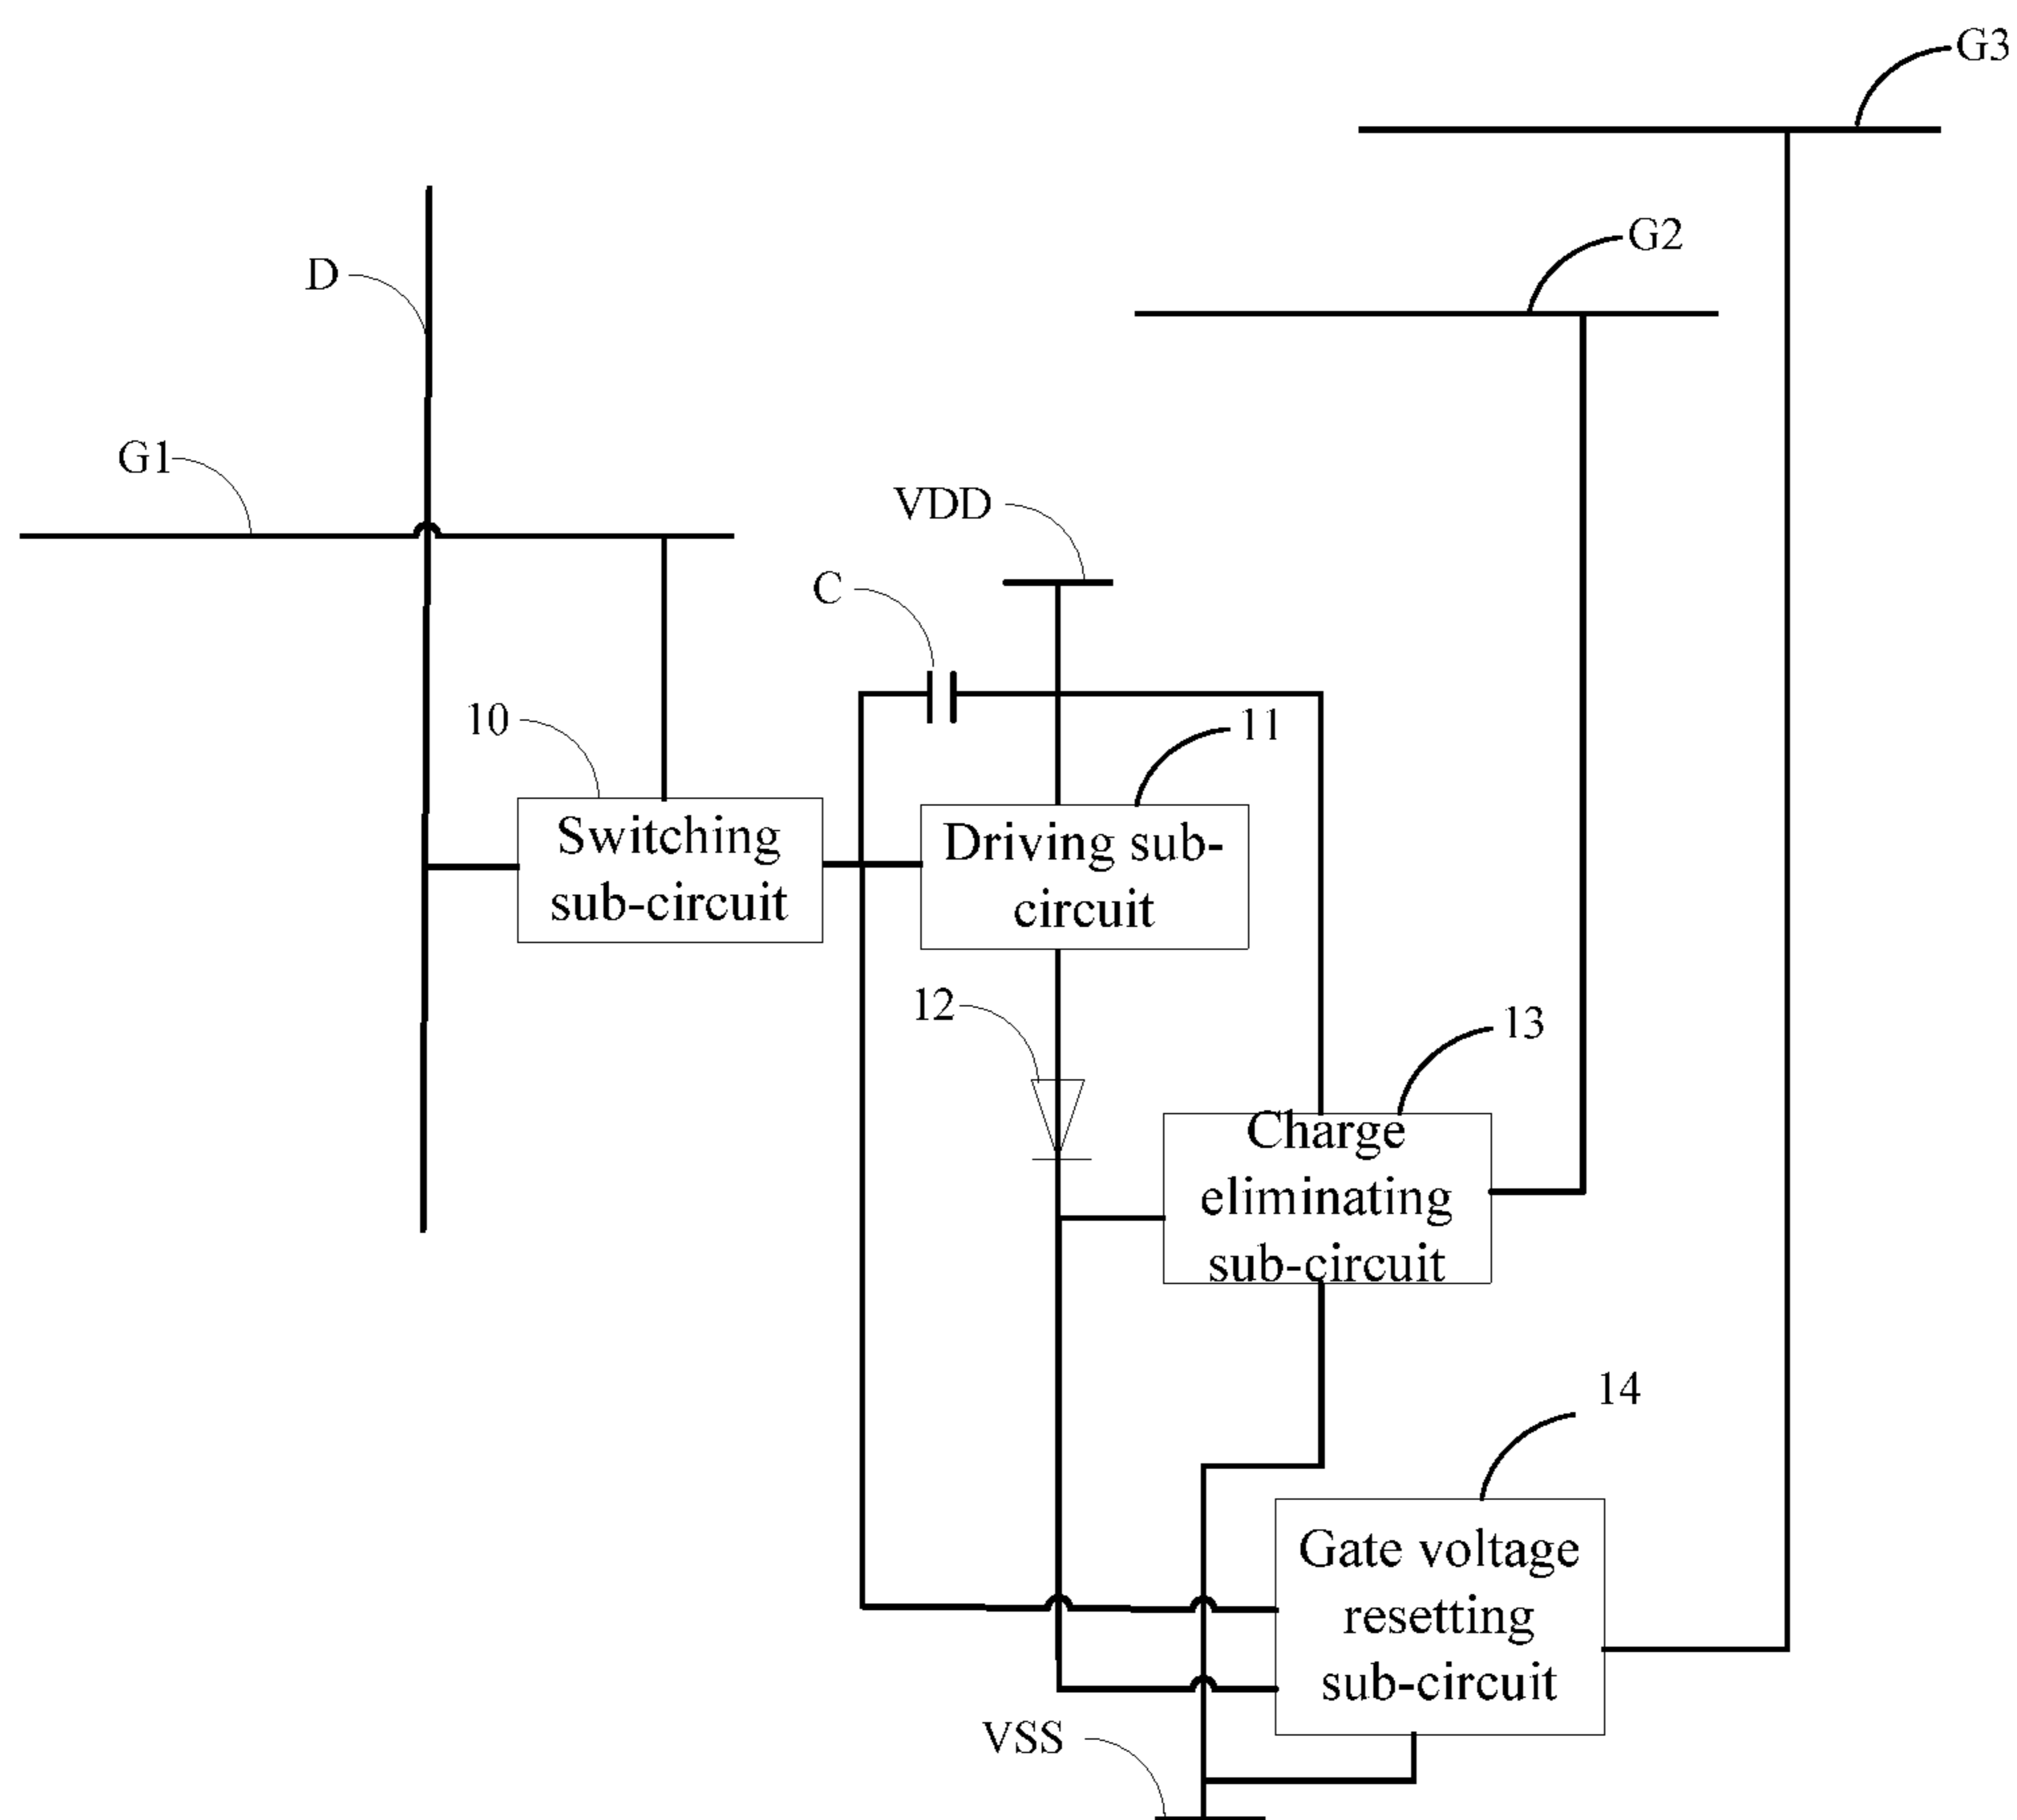 G3
G2
D
G1
VDD
C
10
11
Switching
sub-circuit
Driving sub-
circuit
12
13
Charge
eliminating
sub-circuit
14
Gate voltage
resetting
sub-circuit
VSS